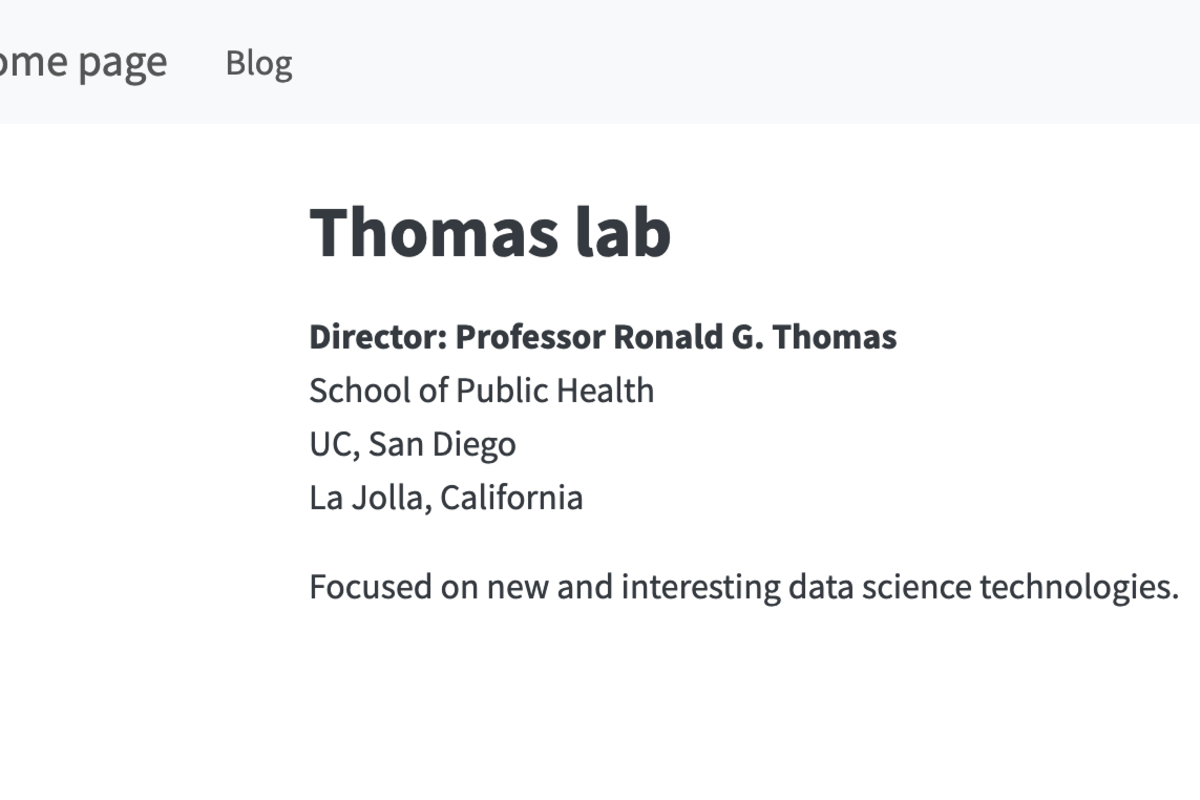 page Blog
Thomas lab
Director: Professor Ronald G. Thomas
School of Public Health
UC, San Diego
La Jolla, California
Focused on new and interesting data science technologies.